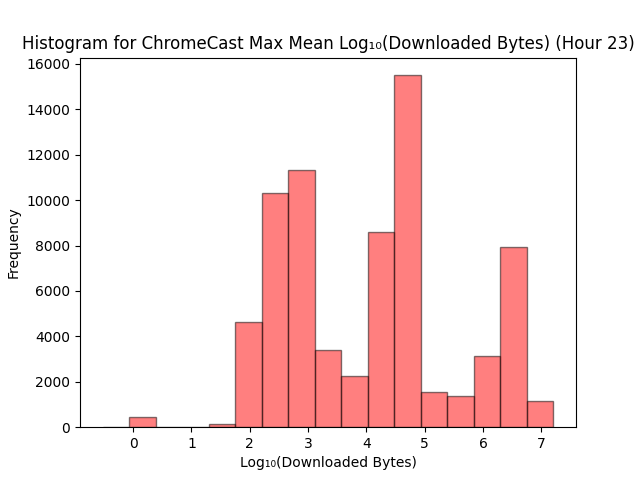 Histogram for ChromeCast Max Mean Log₁₀(Downloaded Bytes) (Hour 23)
16000
14000
12000
10000
8000
6000
4000
2000
0
Frequency
0 1 2 3 4 5 6 7
Log₁₀(Downloaded Bytes)